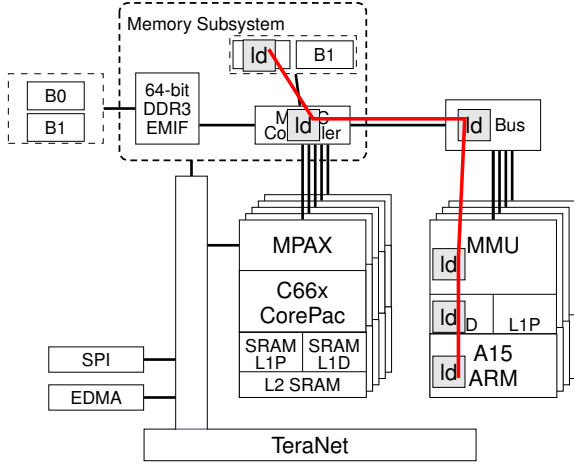 Memory Subsystem
ld
B1
B0
B1
64-bit
DDR3
EMIF
ld
ld
Bus
MPAX
C66x
CorePac
SRAM
L1P
SRAM
L1D
L2 SRAM
ld
MMU
ld
D
L1P
ld
A15
ARM
SPI
EDMA
TeraNet